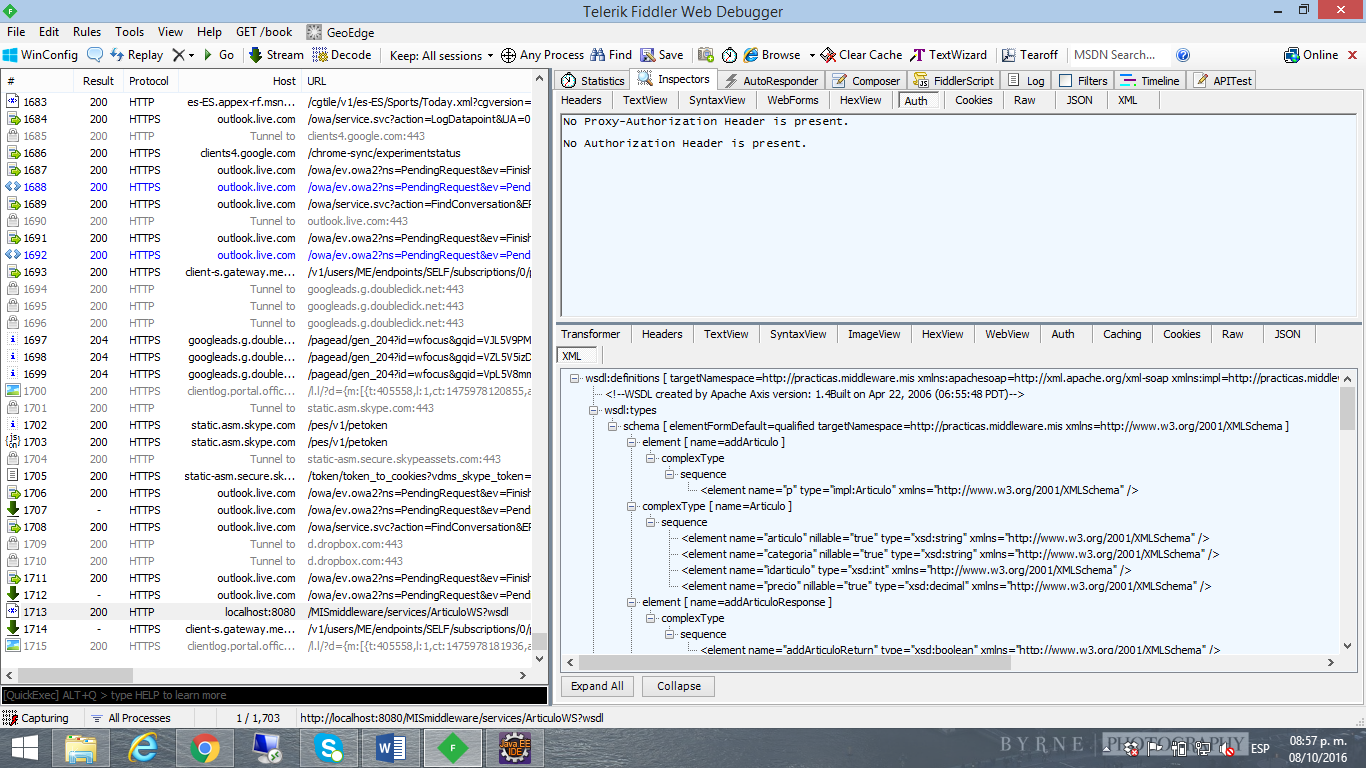 Telerik Fiddler Web Debugger
File Edit Rules Tools View Help GET /book GeoEdge
WinConfig Replay Go Stream Decode Keep: All sessions Any Process Find Save Browse Clear Cache TextWizard Tearoff MSDN Search... Online
# Result Protocol Host URL
1683 200 HTTP es-ES.appex-rf.msn... /cgtile/v1/es-ES/Sports/Today.xml?cgversion=
1684 200 HTTPS outlook.live.com /owa/service.svc?action=LogDatapoint&UA=0
1685 200 HTTP Tunnel to clients4.google.com:443
1686 200 HTTPS clients4.google.com /chrome-sync/experimentstatus
1687 200 HTTPS outlook.live.com /owa/ev.owa2?ns=PendingRequest&ev=Finish
1688 200 HTTPS outlook.live.com /owa/ev.owa2?ns=PendingRequest&ev=Pend
1689 200 HTTPS outlook.live.com /owa/service.svc?action=FindConversation&EP
1690 200 HTTP Tunnel to outlook.live.com:443
1691 200 HTTPS outlook.live.com /owa/ev.owa2?ns=PendingRequest&ev=Finish
1692 200 HTTPS outlook.live.com /owa/ev.owa2?ns=PendingRequest&ev=Pend
1693 200 HTTPS client-s.gateway.me... /v1/users/ME/endpoints/SELF/subscriptions/0/p
1694 200 HTTP Tunnel to googleads.g.doubleclick.net:443
1695 200 HTTP Tunnel to googleads.g.doubleclick.net:443
1696 200 HTTP Tunnel to googleads.g.doubleclick.net:443
1697 204 HTTPS googleads.g.double... /pagead/gen_204?id=wfocus&gqid=VJL5V9PM
1698 204 HTTPS googleads.g.double... /pagead/gen_204?id=wfocus&gqid=VZL5V5izD
1699 204 HTTPS googleads.g.double... /pagead/gen_204?id=wfocus&gqid=VpL5V8mm
1700 200 HTTPS clientlog.portal.offic... /l.l/?d={m:[{t:405558,l:1,ct:1475978120855,a
1701 200 HTTP Tunnel to static.asm.skype.com:443
1702 200 HTTPS static.asm.skype.com /pes/v1/petoken
1703 200 HTTPS static.asm.skype.com /pes/v1/petoken
1704 200 HTTP Tunnel to static-asm.secure.skypeassets.com:443
1705 200 HTTPS static-asm.secure.sk... /token/token_to_cookies?vdms_skype_token=
1706 200 HTTPS outlook.live.com /owa/ev.owa2?ns=PendingRequest&ev=Finish
1707 - HTTPS outlook.live.com /owa/ev.owa2?ns=PendingRequest&ev=Pend
1708 200 HTTPS outlook.live.com /owa/service.svc?action=FindConversation&EP
1709 200 HTTP Tunnel to d.dropbox.com:443
1710 200 HTTP Tunnel to d.dropbox.com:443
1711 200 HTTPS outlook.live.com /owa/ev.owa2?ns=PendingRequest&ev=Finish
1712 - HTTPS outlook.live.com /owa/ev.owa2?ns=PendingRequest&ev=Pend
1713 200 HTTP localhost:8080 /MISmiddleware/services/ArticuloWS?wsdl
1714 - HTTPS client-s.gateway.me... /v1/users/ME/endpoints/SELF/subscriptions/0/p
1715 200 HTTPS clientlog.portal.offic... /l.l/?d={m:[{t:405558,l:1,ct:1475978181936,a
[QuickExec] ALT+Q > type HELP to learn more
Capturing All Processes 1 / 1,703 http://localhost:8080/MISmiddleware/services/ArticuloWS?wsdl
Statistics Inspectors AutoResponder Composer FiddlerScript Log Filters Timeline APITest
Headers TextView SyntaxView WebForms HexView Auth Cookies Raw JSON XML
No Proxy-Authorization Header is present.
No Authorization Header is present.
Transformer Headers TextView SyntaxView ImageView HexView WebView Auth Caching Cookies Raw JSON
XML
wsdl:definitions [ targetNamespace=http://practicas.middleware.mis xmlns:apachesoap=http://xml.apache.org/xml-soap xmlns:impl=http://practicas.middlew
<!--WSDL created by Apache Axis version: 1.4Built on Apr 22, 2006 (06:55:48 PDT)-->
wsdl:types
schema [ elementFormDefault=qualified targetNamespace=http://practicas.middleware.mis xmlns=http://www.w3.org/2001/XMLSchema ]
element [ name=addArticulo ]
complexType
sequence
<element name="p" type="impl:Articulo" xmlns="http://www.w3.org/2001/XMLSchema" />
complexType [ name=Articulo ]
sequence
<element name="articulo" nillable="true" type="xsd:string" xmlns="http://www.w3.org/2001/XMLSchema" />
<element name="categoria" nillable="true" type="xsd:string" xmlns="http://www.w3.org/2001/XMLSchema" />
<element name="idarticulo" type="xsd:int" xmlns="http://www.w3.org/2001/XMLSchema" />
<element name="precio" nillable="true" type="xsd:decimal" xmlns="http://www.w3.org/2001/XMLSchema" />
element [ name=addArticuloResponse ]
complexType
sequence
<element name="addArticuloReturn" type="xsd:boolean" xmlns="http://www.w3.org/2001/XMLSchema" />
Expand All Collapse
Java EE IDE
BYRNE PHOTOGRAPHY
ESP
08:57 p. m.
08/10/2016